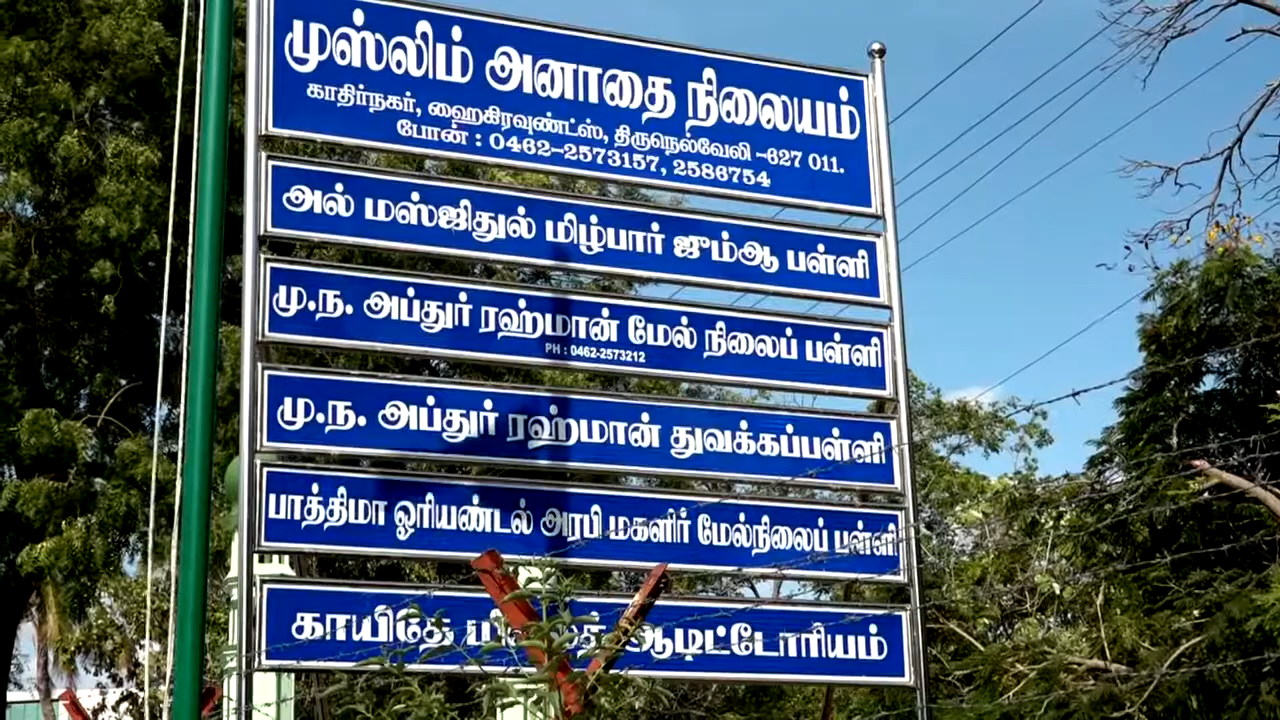 முஸ்லிம் அனாதை நிலையம்
காதிர்நகர், ஹைகிரவுண்ட்ஸ், திருநெல்வேலி -627 011.
போன் : 0462-2573157, 2586754
அல் மஸ்ஜிதுல் மிழ்பார் ஜும்ஆ பள்ளி
மு.ந. அப்துர் ரஹ்மான் மேல் நிலைப் பள்ளி
PH : 0462-2573212
மு.ந. அப்துர் ரஹ்மான் துவக்கப்பள்ளி
பாத்திமா ஓரியண்டல் அரபி மகளிர் மேல்நிலைப் பள்ளி
காயிதே ஆடிட்டோரியம்